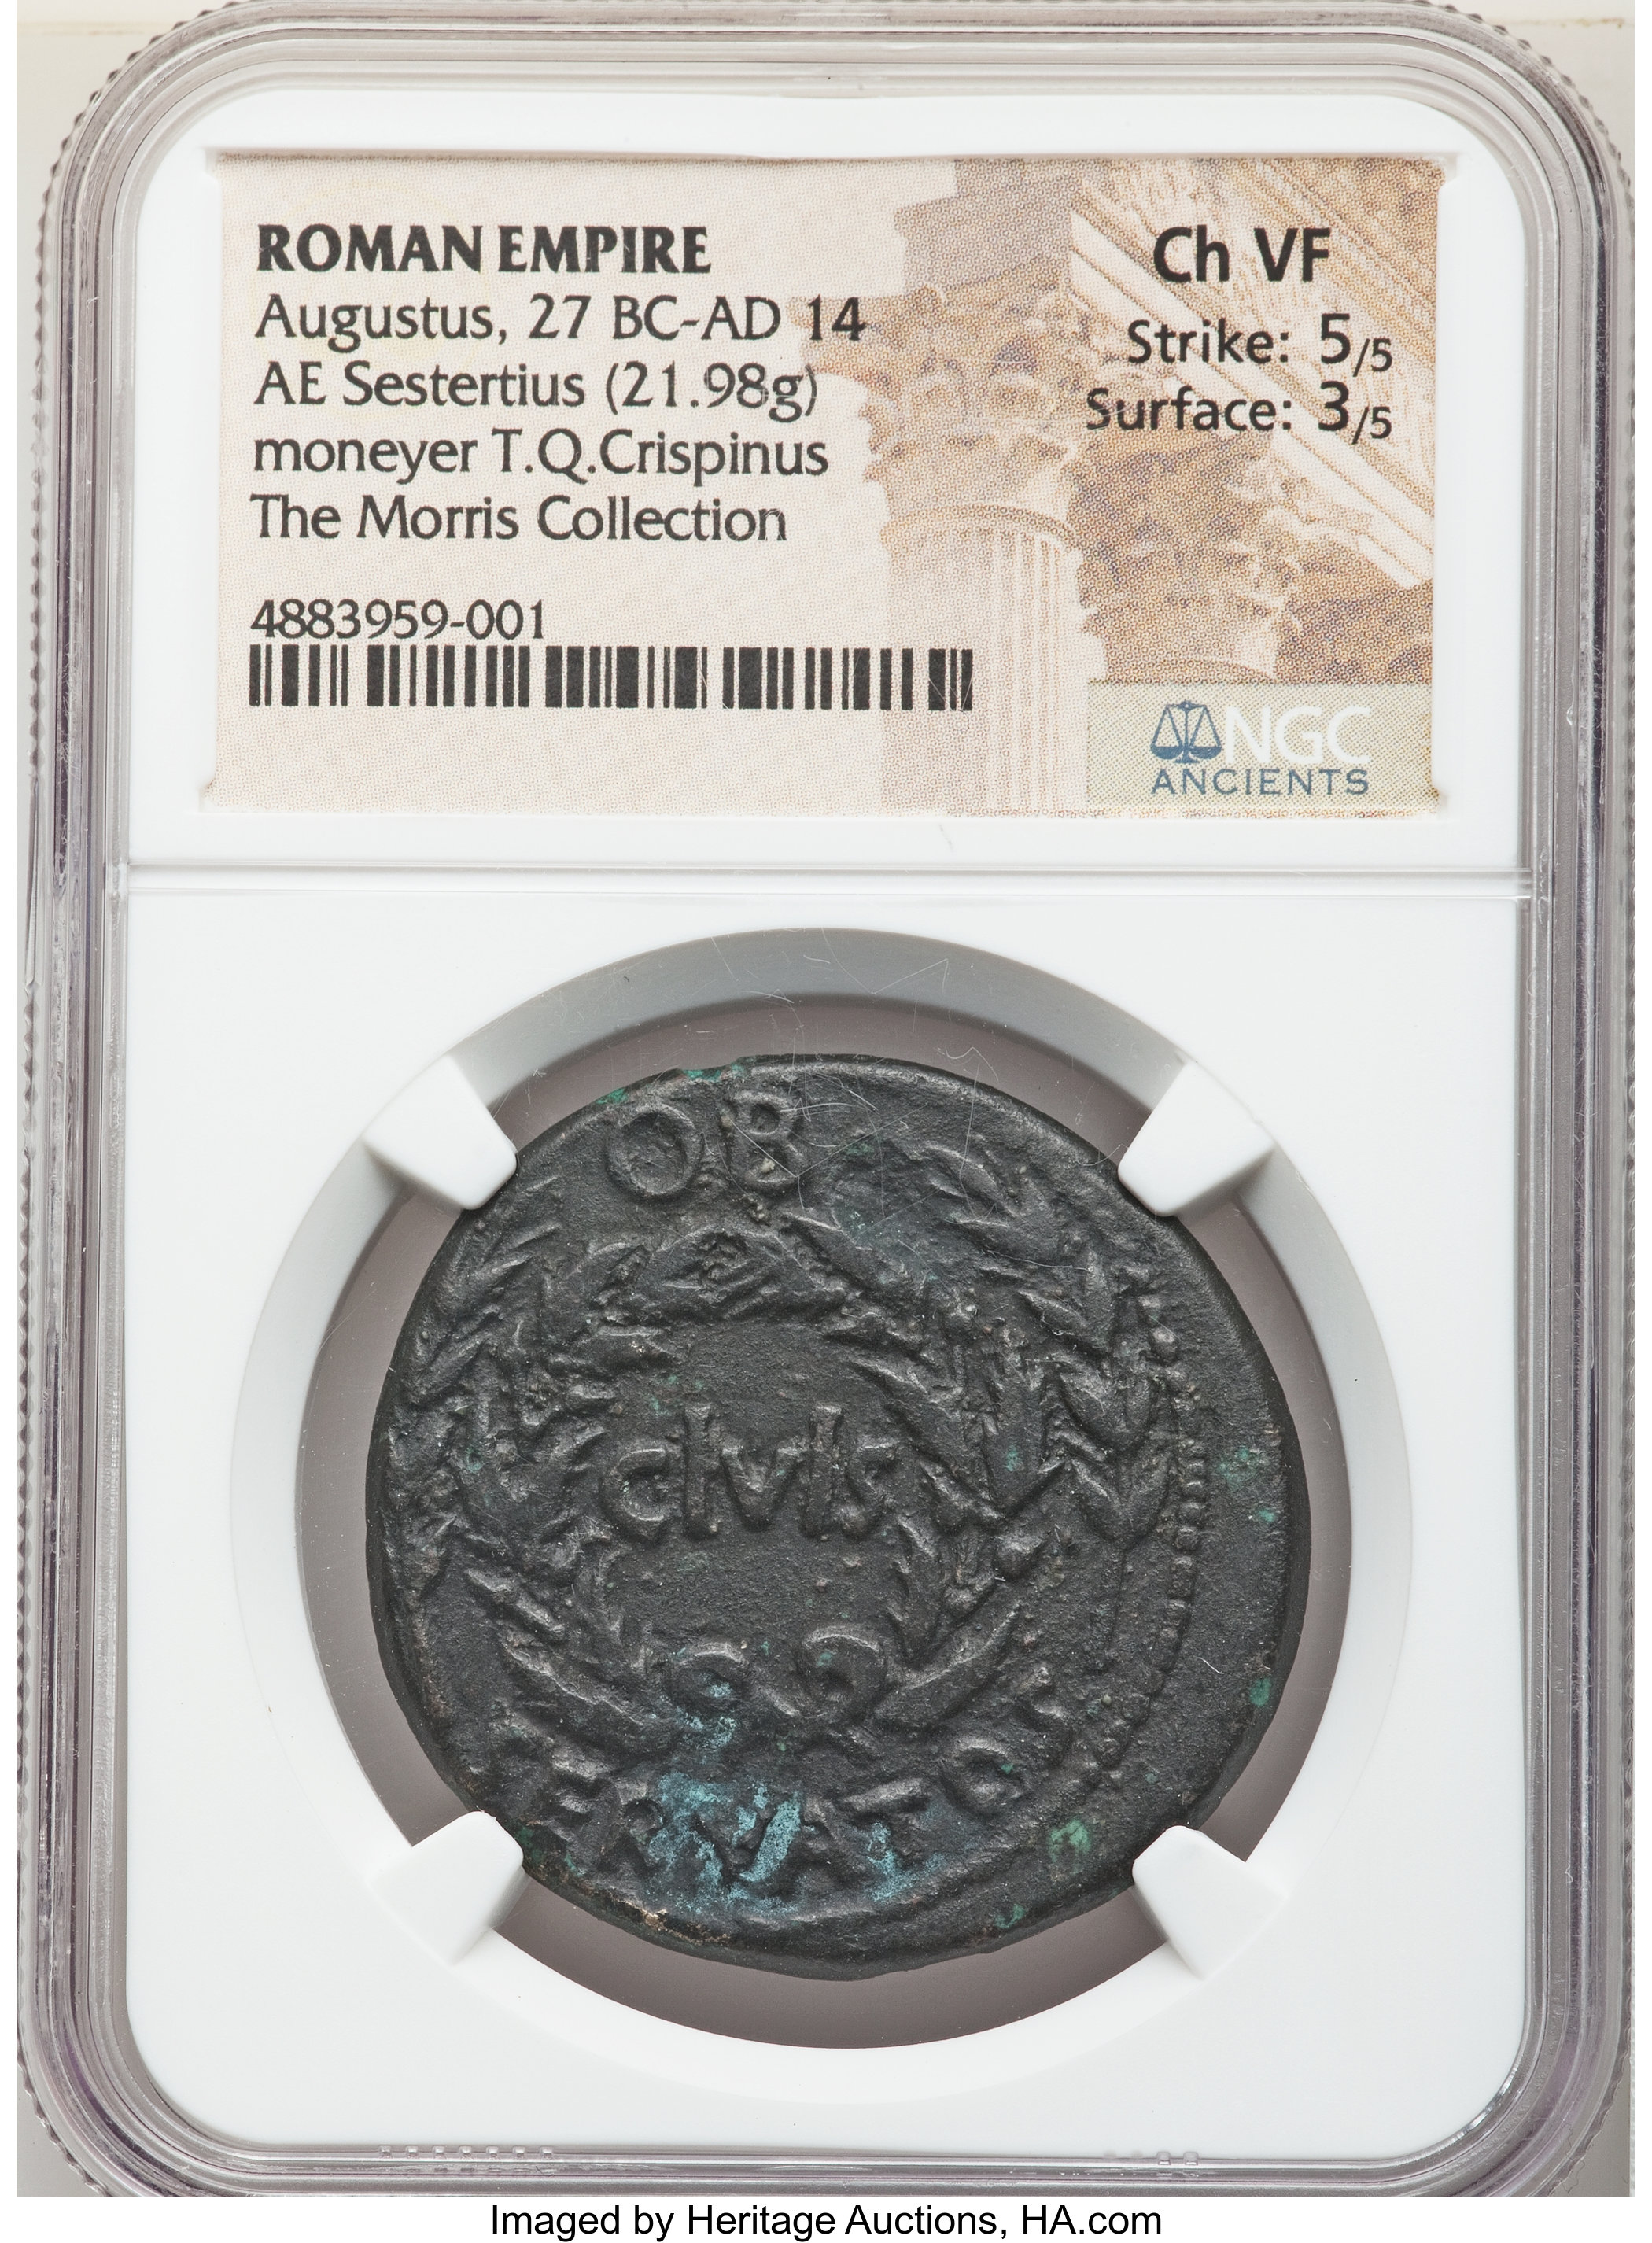 ROMAN EMPIRE
Augustus, 27 BC-AD 14
AE Sestertius (21.98g)
moneyer T.Q.Crispinus
The Morris Collection
4883959-001
Ch VF
Strike: 5/5
Surface: 3/5
NGC
ANCIENTS
OB
CIVIS
Imaged by Heritage Auctions, HA.com